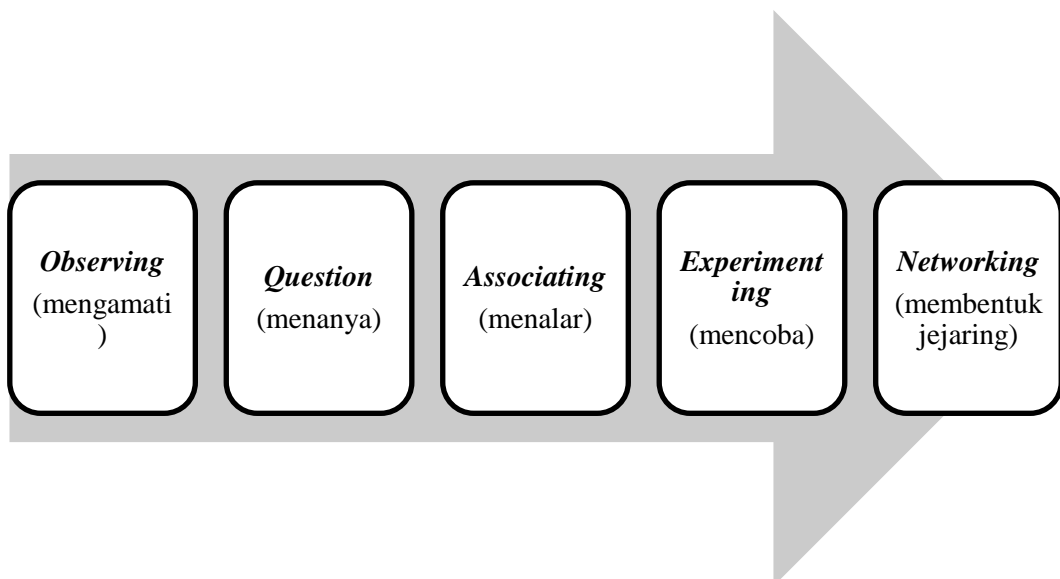 Observing
(mengamati
)
Question
(menanya)
Associating
(menalar)
Experiment
ing
(mencoba)
Networking
(membentuk
jejaring)